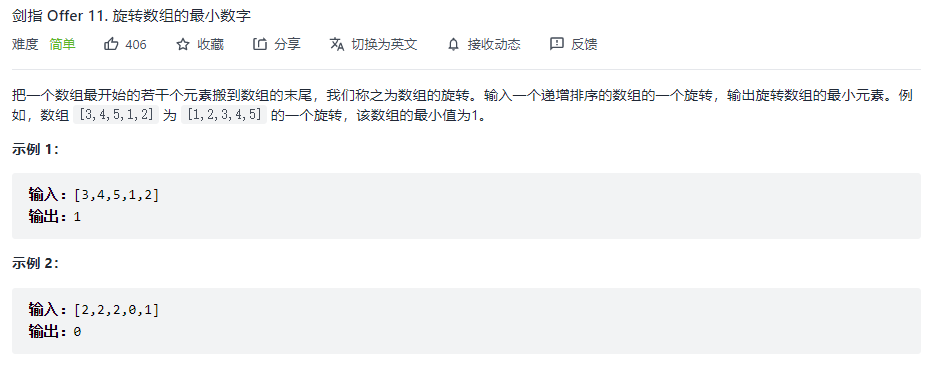 剑指 Offer 11. 旋转数组的最小数字
难度 简单 406 收藏 分享 切换为英文 接收动态 反馈
把一个数组最开始的若干个元素搬到数组的末尾，我们称之为数组的旋转。输入一个递增排序的数组的一个旋转，输出旋转数组的最小元素。例
如，数组 [3,4,5,1,2] 为 [1,2,3,4,5] 的一个旋转，该数组的最小值为1。
示例 1：
输入：[3,4,5,1,2]
输出：1
示例 2：
输入：[2,2,2,0,1]
输出：0